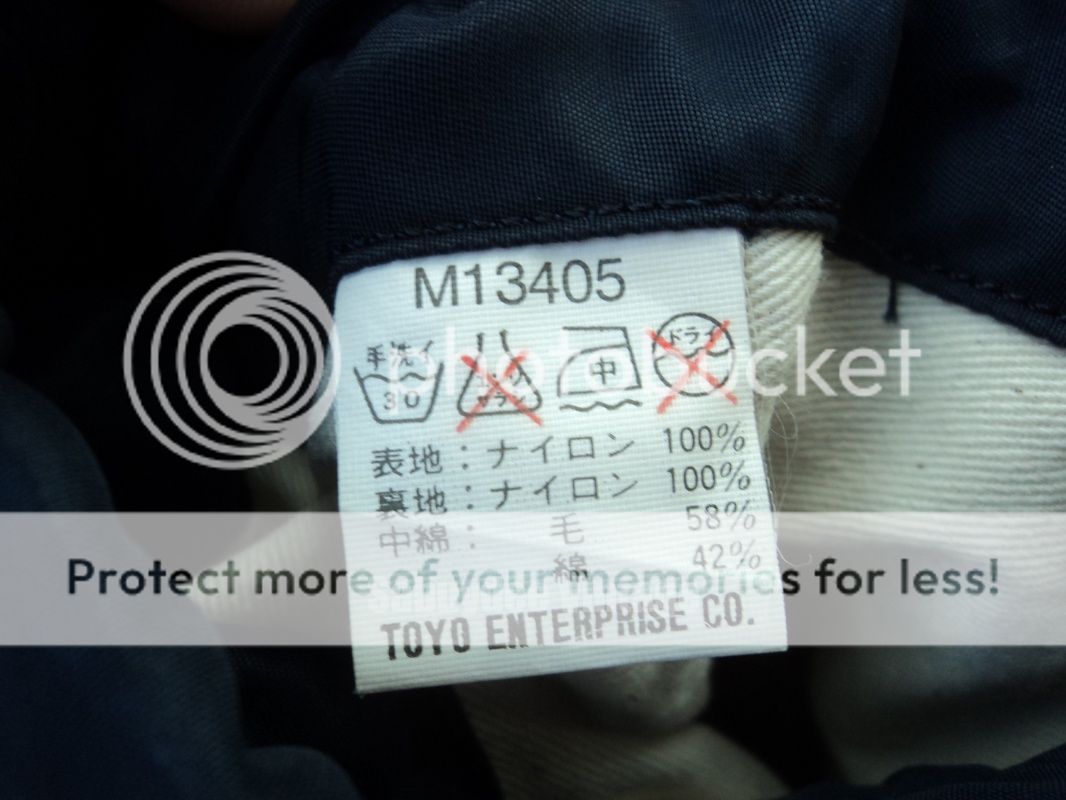 M13405
手洗イ 中 ドライ
30
表地：ナイロン 100%
裏地：ナイロン 100%
中綿： 毛 58%
綿 42%
TOYO ENTERPRISE CO.
photobucket
Protect more of your memories for less!